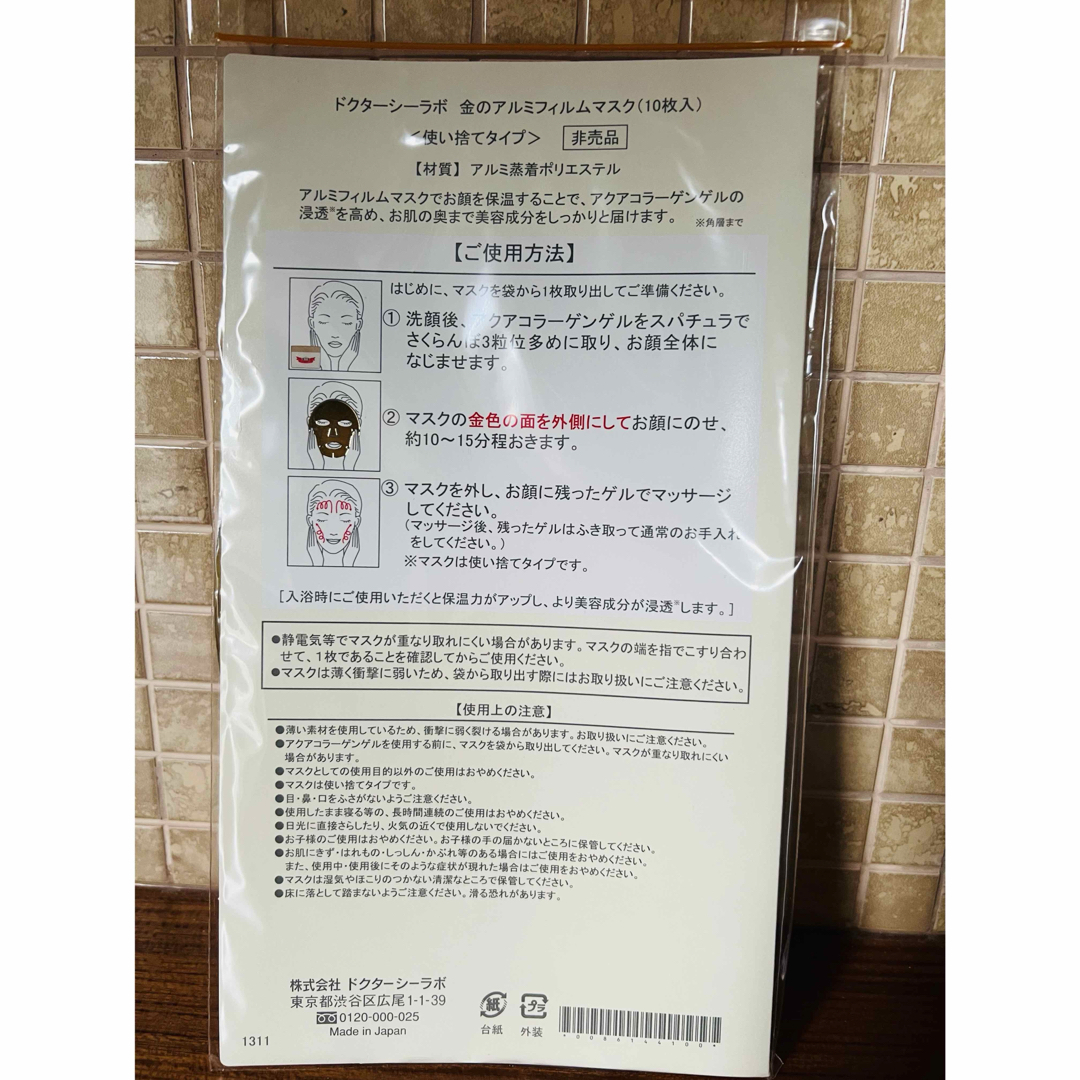 ドクターシーラボ 金のアルミフィルムマスク(10枚入)
＜使い捨てタイプ＞ 非売品
【材質】 アルミ蒸着ポリエステル
アルミフィルムマスクでお顔を保温することで、アクアコラーゲンゲルの
浸透※を高め、お肌の奥まで美容成分をしっかりと届けます。 ※角層まで
【ご使用方法】
はじめに、マスクを袋から1枚取り出してご準備ください。
① 洗顔後、アクアコラーゲンゲルをスパチュラで
さくらんぼ3粒位多めに取り、お顔全体に
なじませます。
② マスクの金色の面を外側にしてお顔にのせ、
約10～15分程おきます。
③ マスクを外し、お顔に残ったゲルでマッサージ
してください。
(マッサージ後、残ったゲルはふき取って通常のお手入れ
をしてください。)
※マスクは使い捨てタイプです。
[入浴時にご使用いただくと保温力がアップし、より美容成分が浸透※します。]
●静電気等でマスクが重なり取れにくい場合があります。マスクの端を指でこすり合わ
せて、1枚であることを確認してからご使用ください。
●マスクは薄く衝撃に弱いため、袋から取り出す際にはお取り扱いにご注意ください。
【使用上の注意】
●薄い素材を使用しているため、衝撃に弱く裂ける場合があります。お取り扱いにご注意ください。
●アクアコラーゲンゲルを使用する前に、マスクを袋から取り出してください。マスクが重なり取れにくい
場合があります。
●マスクとしての使用目的以外のご使用はおやめください。
●マスクは使い捨てタイプです。
●目・鼻・口をふさがないようご注意ください。
●使用したまま寝る等の、長時間連続のご使用はおやめください。
●日光に直接さらしたり、火気の近くで使用しないでください。
●お子様のご使用はおやめください。お子様の手の届かないところに保管してください。
●お肌にきず・はれもの・しっしん・かぶれ等のある場合にはご使用をおやめください。
また、使用中・使用後にそのような症状が現れた場合はご使用をおやめください。
●マスクは湿気やほこりのつかない清潔なところで保管してください。
●床に落として踏まないようご注意ください。滑る恐れがあります。
株式会社 ドクターシーラボ
東京都渋谷区広尾1-1-39
0120-000-025
Made in Japan
1311
紙
台紙
プラ
外装
*0086144100*